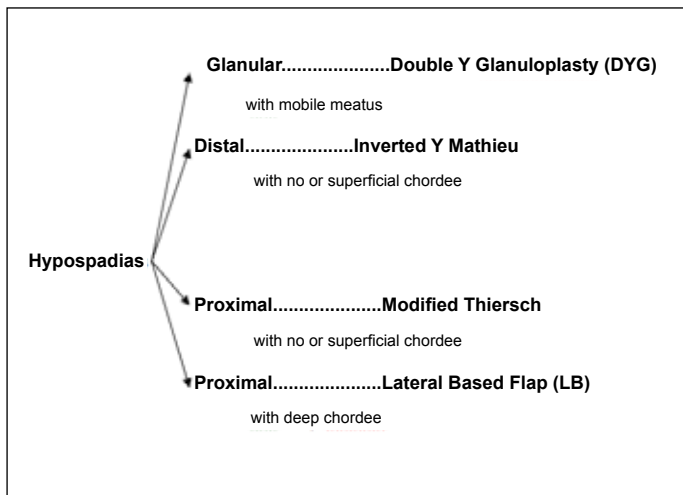 Glanular.....................Double Y Glanuloplasty (DYG)
with mobile meatus
Distal.....................Inverted Y Mathieu
with no or superficial chordee
Hypospadias
Proximal.....................Modified Thiersch
with no or superficial chordee
Proximal.....................Lateral Based Flap (LB)
with deep chordee